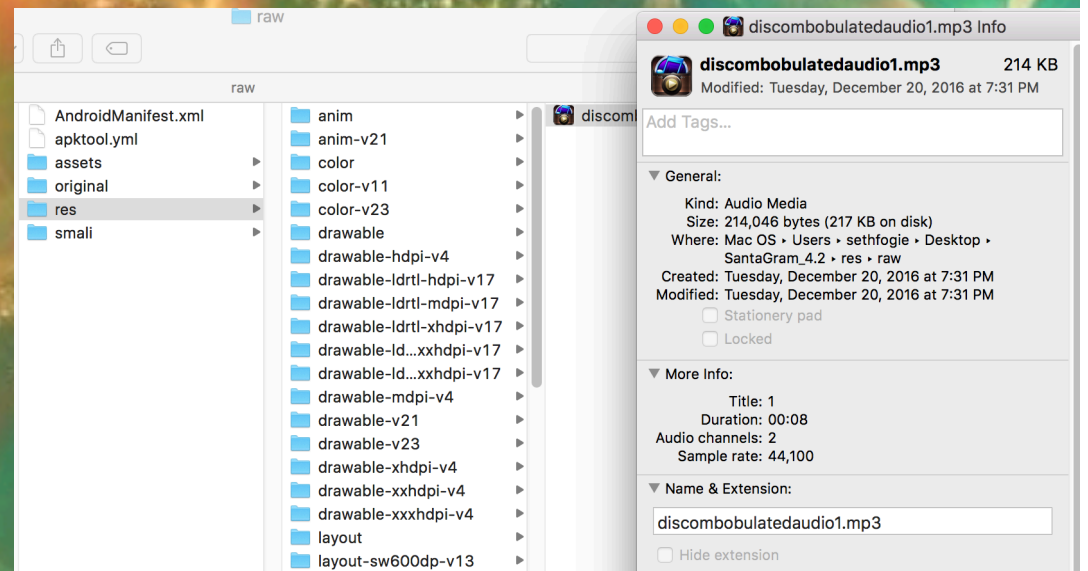 raw
raw
AndroidManifest.xml
apktool.yml
assets
original
res
smali
anim
anim-v21
color
color-v11
color-v23
drawable
drawable-hdpi-v4
drawable-ldrtl-hdpi-v17
drawable-ldrtl-mdpi-v17
drawable-ldrtl-xhdpi-v17
drawable-ld...xxhdpi-v17
drawable-ld...xxhdpi-v17
drawable-mdpi-v4
drawable-v21
drawable-v23
drawable-xhdpi-v4
drawable-xxhdpi-v4
drawable-xxxhdpi-v4
layout
layout-sw600dp-v13
discomb
discombobulatedaudio1.mp3 Info
discombobulatedaudio1.mp3 214 KB
Modified: Tuesday, December 20, 2016 at 7:31 PM
Add Tags...
General:
Kind: Audio Media
Size: 214,046 bytes (217 KB on disk)
Where: Mac OS ▸ Users ▸ sethfogie ▸ Desktop ▸
SantaGram_4.2 ▸ res ▸ raw
Created: Tuesday, December 20, 2016 at 7:31 PM
Modified: Tuesday, December 20, 2016 at 7:31 PM
Stationery pad
Locked
More Info:
Title: 1
Duration: 00:08
Audio channels: 2
Sample rate: 44,100
Name & Extension:
discombobulatedaudio1.mp3
Hide extension